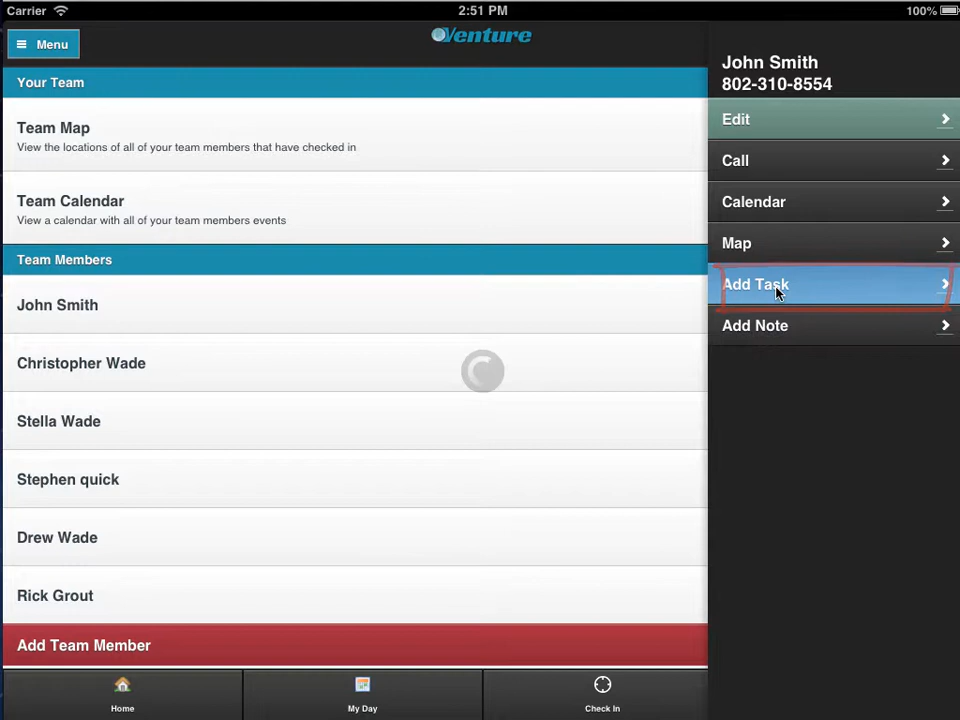 Carrier 2:51 PM 100%
Menu
Venture
Your Team
Team Map
View the locations of all of your team members that have checked in
Team Calendar
View a calendar with all of your team members events
Team Members
John Smith
Christopher Wade
Stella Wade
Stephen quick
Drew Wade
Rick Grout
Add Team Member
Home
My Day
Check In
John Smith
802-310-8554
Edit
Call
Calendar
Map
Add Task
Add Note